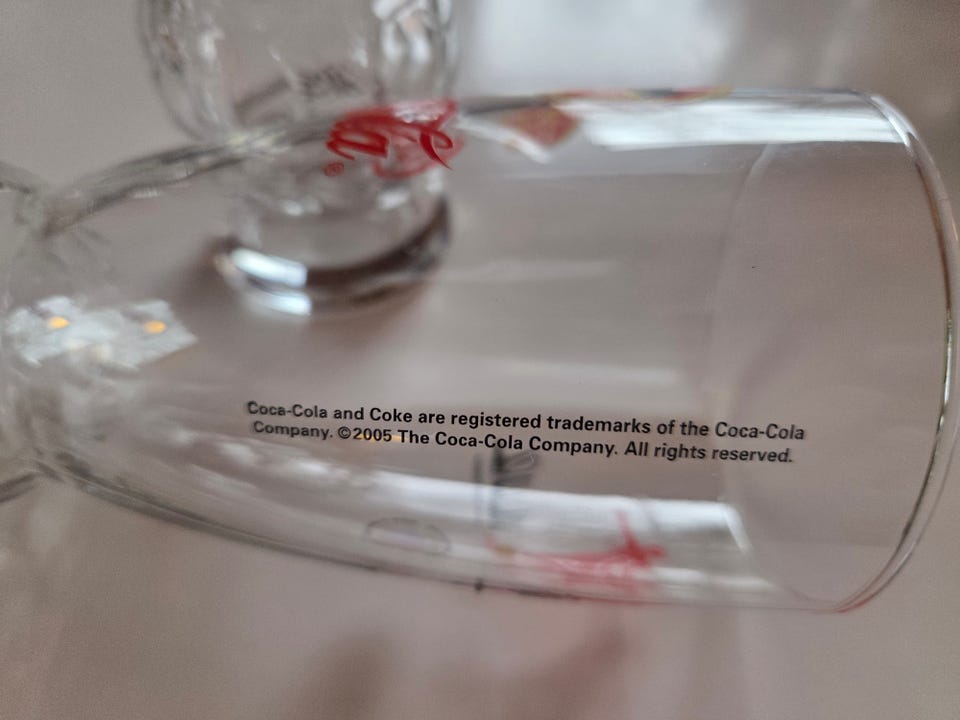 Coca-Cola and Coke are registered trademarks of the Coca-Cola
Company. ©2005 The Coca-Cola Company. All rights reserved.